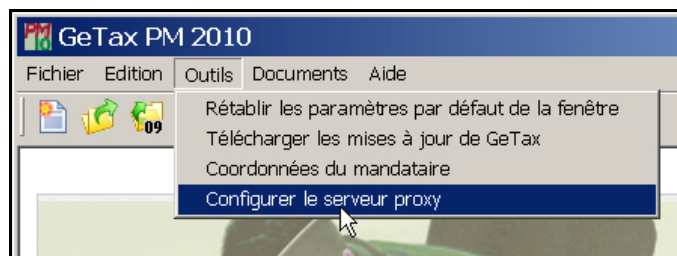 GeTax PM 2010
Fichier Edition Outils Documents Aide
09
Rétablir les paramètres par défaut de la fenêtre
Télécharger les mises à jour de GeTax
Coordonnées du mandataire
Configurer le serveur proxy